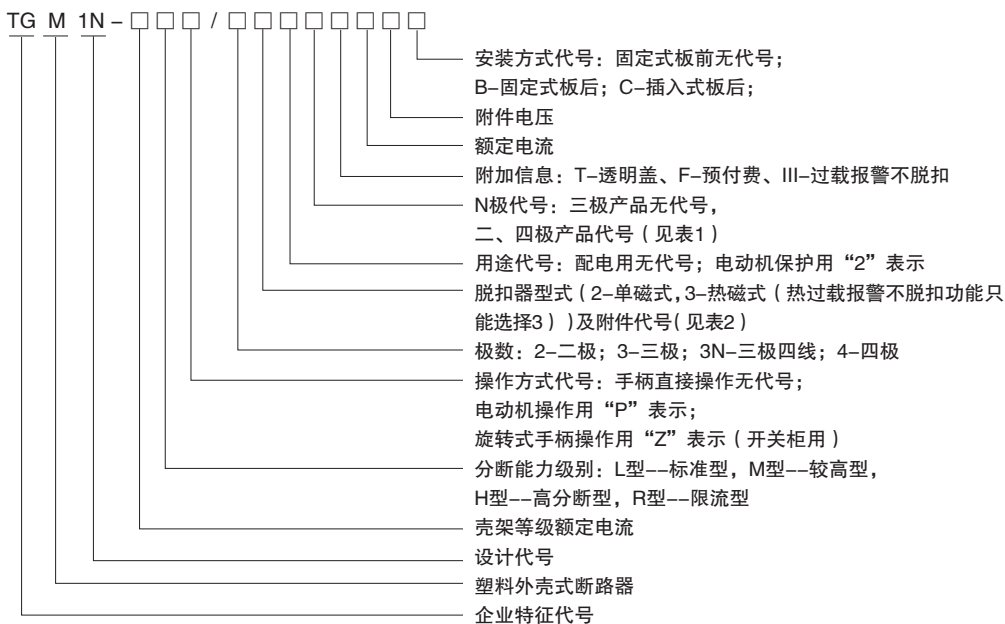 TG M 1N-□□□/□□□□□□□□
安装方式代号：固定式板前无代号；
B-固定式板后；C-插入式板后；
附件电压
额定电流
附加信息：T-透明盖、F-预付费、III-过载报警不脱扣
N极代号：三极产品无代号，
二、四极产品代号（见表1）
用途代号：配电用无代号；电动机保护用“2”表示
脱扣器型式（2-单磁式，3-热磁式（热过载报警不脱扣功能只
能选择3））及附件代号（见表2）
极数：2-二极；3-三极；3N-三极四线；4-四极
操作方式代号：手柄直接操作无代号；
电动机操作用“P”表示；
旋转式手柄操作用“Z”表示（开关柜用）
分断能力级别：L型--标准型，M型--较高型，
H型--高分断型，R型--限流型
壳架等级额定电流
设计代号
塑料外壳式断路器
企业特征代号